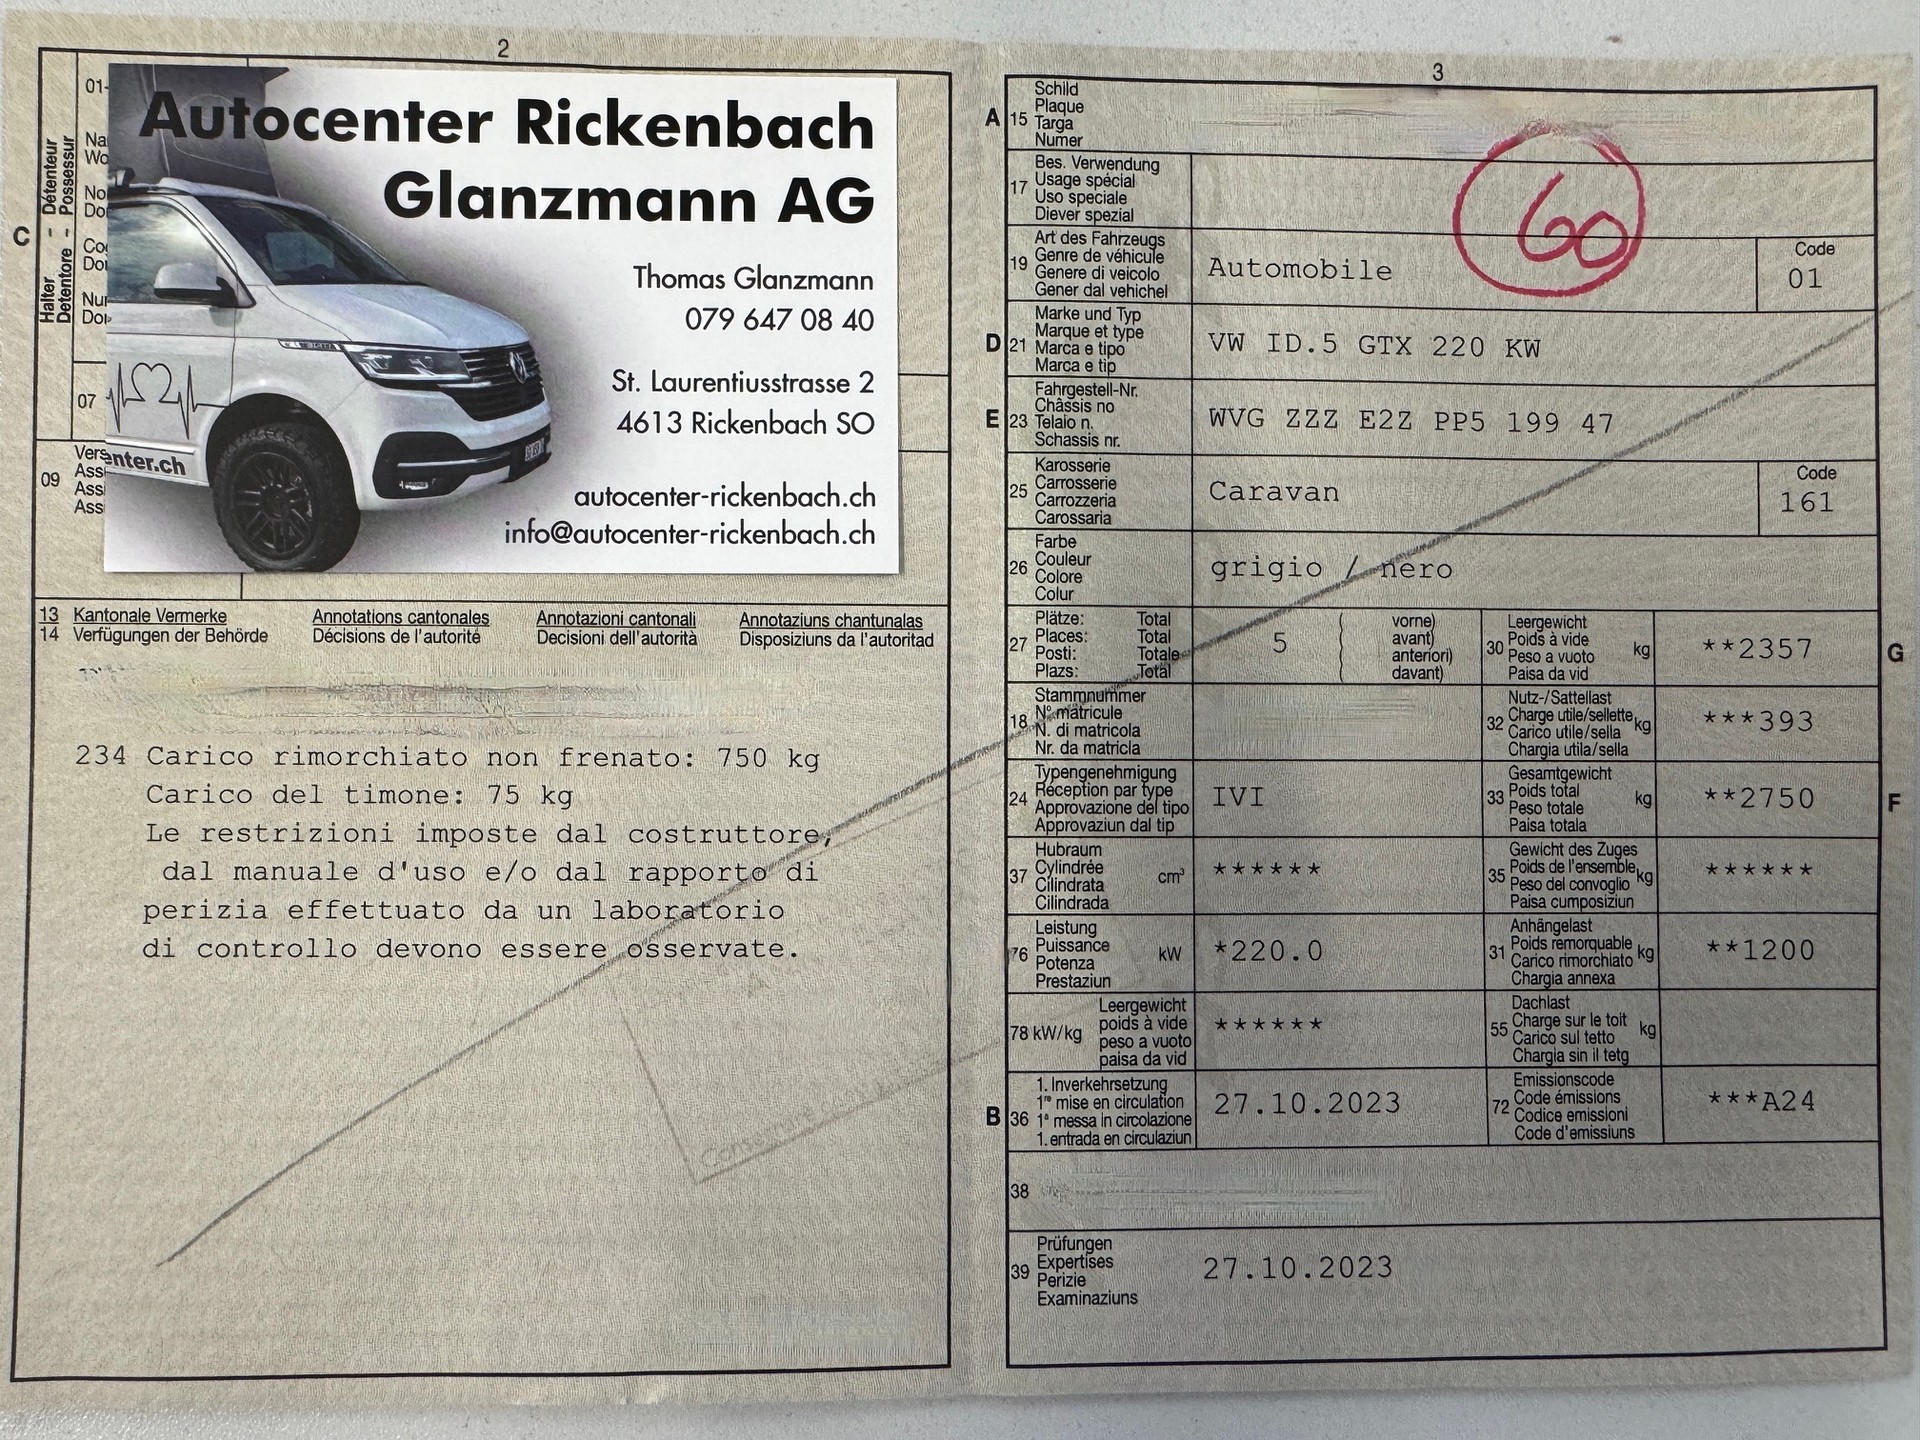 2
C
Halter - Détenteur
Detentore - Possessur
01-
07
09
Autocenter Rickenbach
Glanzmann AG
Thomas Glanzmann
079 647 08 40
St. Laurentiusstrasse 2
4613 Rickenbach SO
autocenter-rickenbach.ch
info@autocenter-rickenbach.ch
enter.ch
13 Kantonale Vermerke Annotations cantonales Annotazioni cantonali Annotaziuns chantunalas
14 Verfügungen der Behörde Décisions de l'autorité Decisioni dell'autorità Disposiziuns da l'autoritad
234 Carico rimorchiato non frenato: 750 kg
Carico del timone: 75 kg
Le restrizioni imposte dal costruttore,
dal manuale d'uso e/o dal rapporto di
perizia effettuato da un laboratorio
di controllo devono essere osservate.
3
A 15 Schild
Plaque
Targa
Numer
60
17 Bes. Verwendung
Usage spécial
Uso speciale
Diever spezial
19 Art des Fahrzeugs
Genre de véhicule
Genere di veicolo
Gener dal vehichel
Automobile
Code
01
D 21 Marke und Typ
Marque et type
Marca e tipo
Marca e tip
VW ID.5 GTX 220 KW
E 23 Fahrgestell-Nr.
Châssis no
Telaio n.
Schassis nr.
WVG ZZZ E2Z PP5 199 47
25 Karosserie
Carrosserie
Carrozzeria
Carossaria
Caravan
Code
161
26 Farbe
Couleur
Colore
Colur
grigio / nero
27 Plätze: Total
Places: Total
Posti: Totale
Plazs: Total
5
( vorne)
avant)
anteriori)
davant)
30 Leergewicht
Poids à vide
Peso a vuoto
Paisa da vid
kg
**2357
G
18 Stammnummer
N° matricule
N. di matricola
Nr. da matricla
32 Nutz-/Sattellast
Charge utile/sellette
Carico utile/sella
Chargia utila/sella
kg
***393
24 Typengenehmigung
Réception par type
Approvazione del tipo
Approvaziun dal tip
IVI
33 Gesamtgewicht
Poids total
Peso totale
Paisa totala
kg
**2750
F
37 Hubraum
Cylindrée
Cilindrata
Cilindrada
cm³
******
35 Gewicht des Zuges
Poids de l'ensemble
Peso del convoglio
Paisa cumposiziun
kg
******
76 Leistung
Puissance
Potenza
Prestaziun
kW
*220.0
31 Anhängelast
Poids remorquable
Carico rimorchiato
Chargia annexa
kg
**1200
78 kW/kg
Leergewicht
poids à vide
peso a vuoto
paisa da vid
******
55 Dachlast
Charge sur le toit
Carico sul tetto
Chargia sin il tetg
kg
B 36 1. Inverkehrsetzung
1re mise en circulation
1a messa in circolazione
1. entrada en circulaziun
27.10.2023
72 Emissionscode
Code émissions
Codice emissioni
Code d'emissiuns
***A24
38
39 Prüfungen
Expertises
Perizie
Examinaziuns
27.10.2023